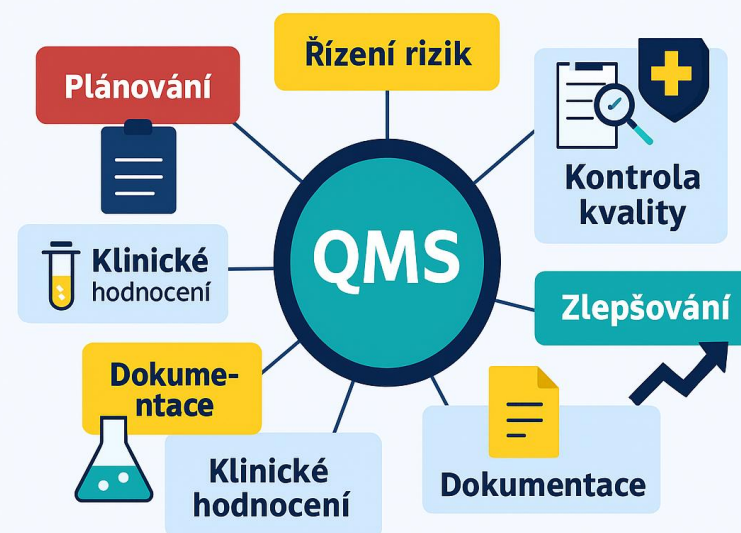 Řízení rizik
Plánování
Kontrola
kvality
QMS
Klinické
hodnocení
Zlepšování
Dokume-
ntace
Klinické
hodnocení
Dokumentace